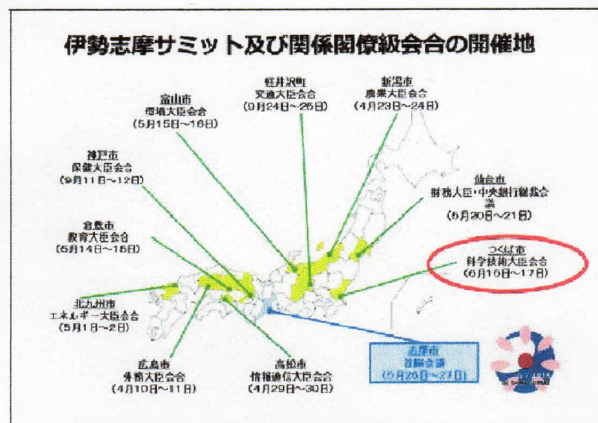 伊勢志摩サミット及び関係閣僚級会合の開催地
軽井沢町
交通大臣会合
(9月24日~25日)
新潟市
農業大臣会合
(4月23日~24日)
富山市
環境大臣会合
(5月15日~16日)
神戸市
保健大臣会合
(9月11日~12日)
仙台市
財務大臣・中央銀行総裁会
議
(5月20日~21日)
倉敷市
教育大臣会合
(5月14日~15日)
つくば市
科学技術大臣会合
(5月15日~17日)
北九州市
エネルギー大臣会合
(5月1日~2日)
志摩市
首脳会議
(5月26日~27日)
広島市
外務大臣会合
(4月10日~11日)
高松市
情報通信大臣会合
(4月29日~30日)